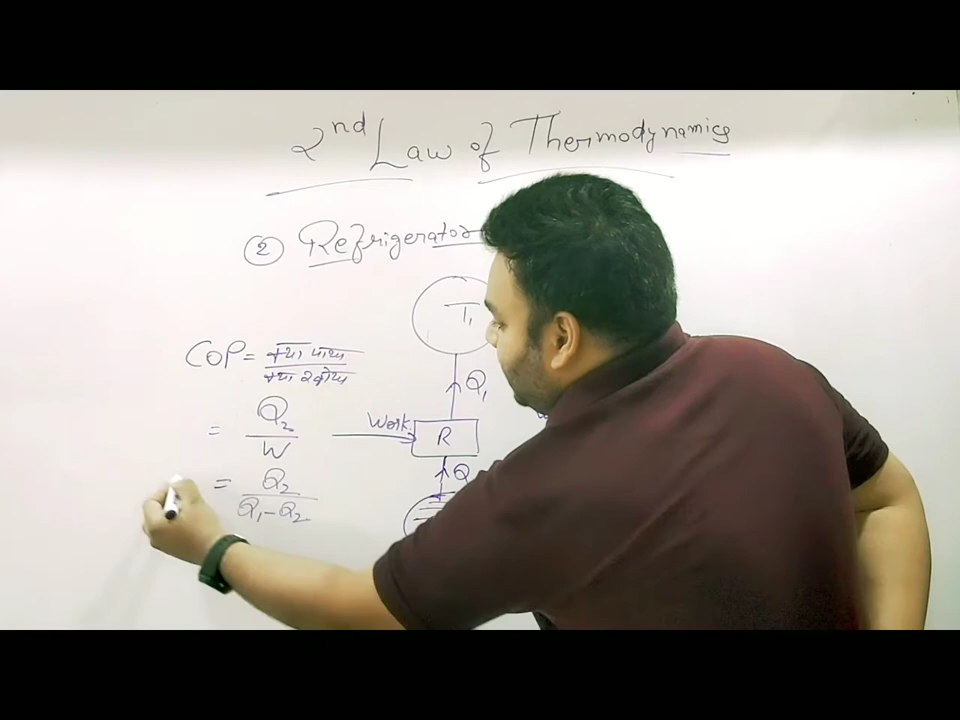 2nd Law of Thermodynamics
② Refrigerator
T1
COP = क्या पाया / क्या खोया
Q1
= Q2 / W
Work
R
= Q2 / Q1-Q2
Q